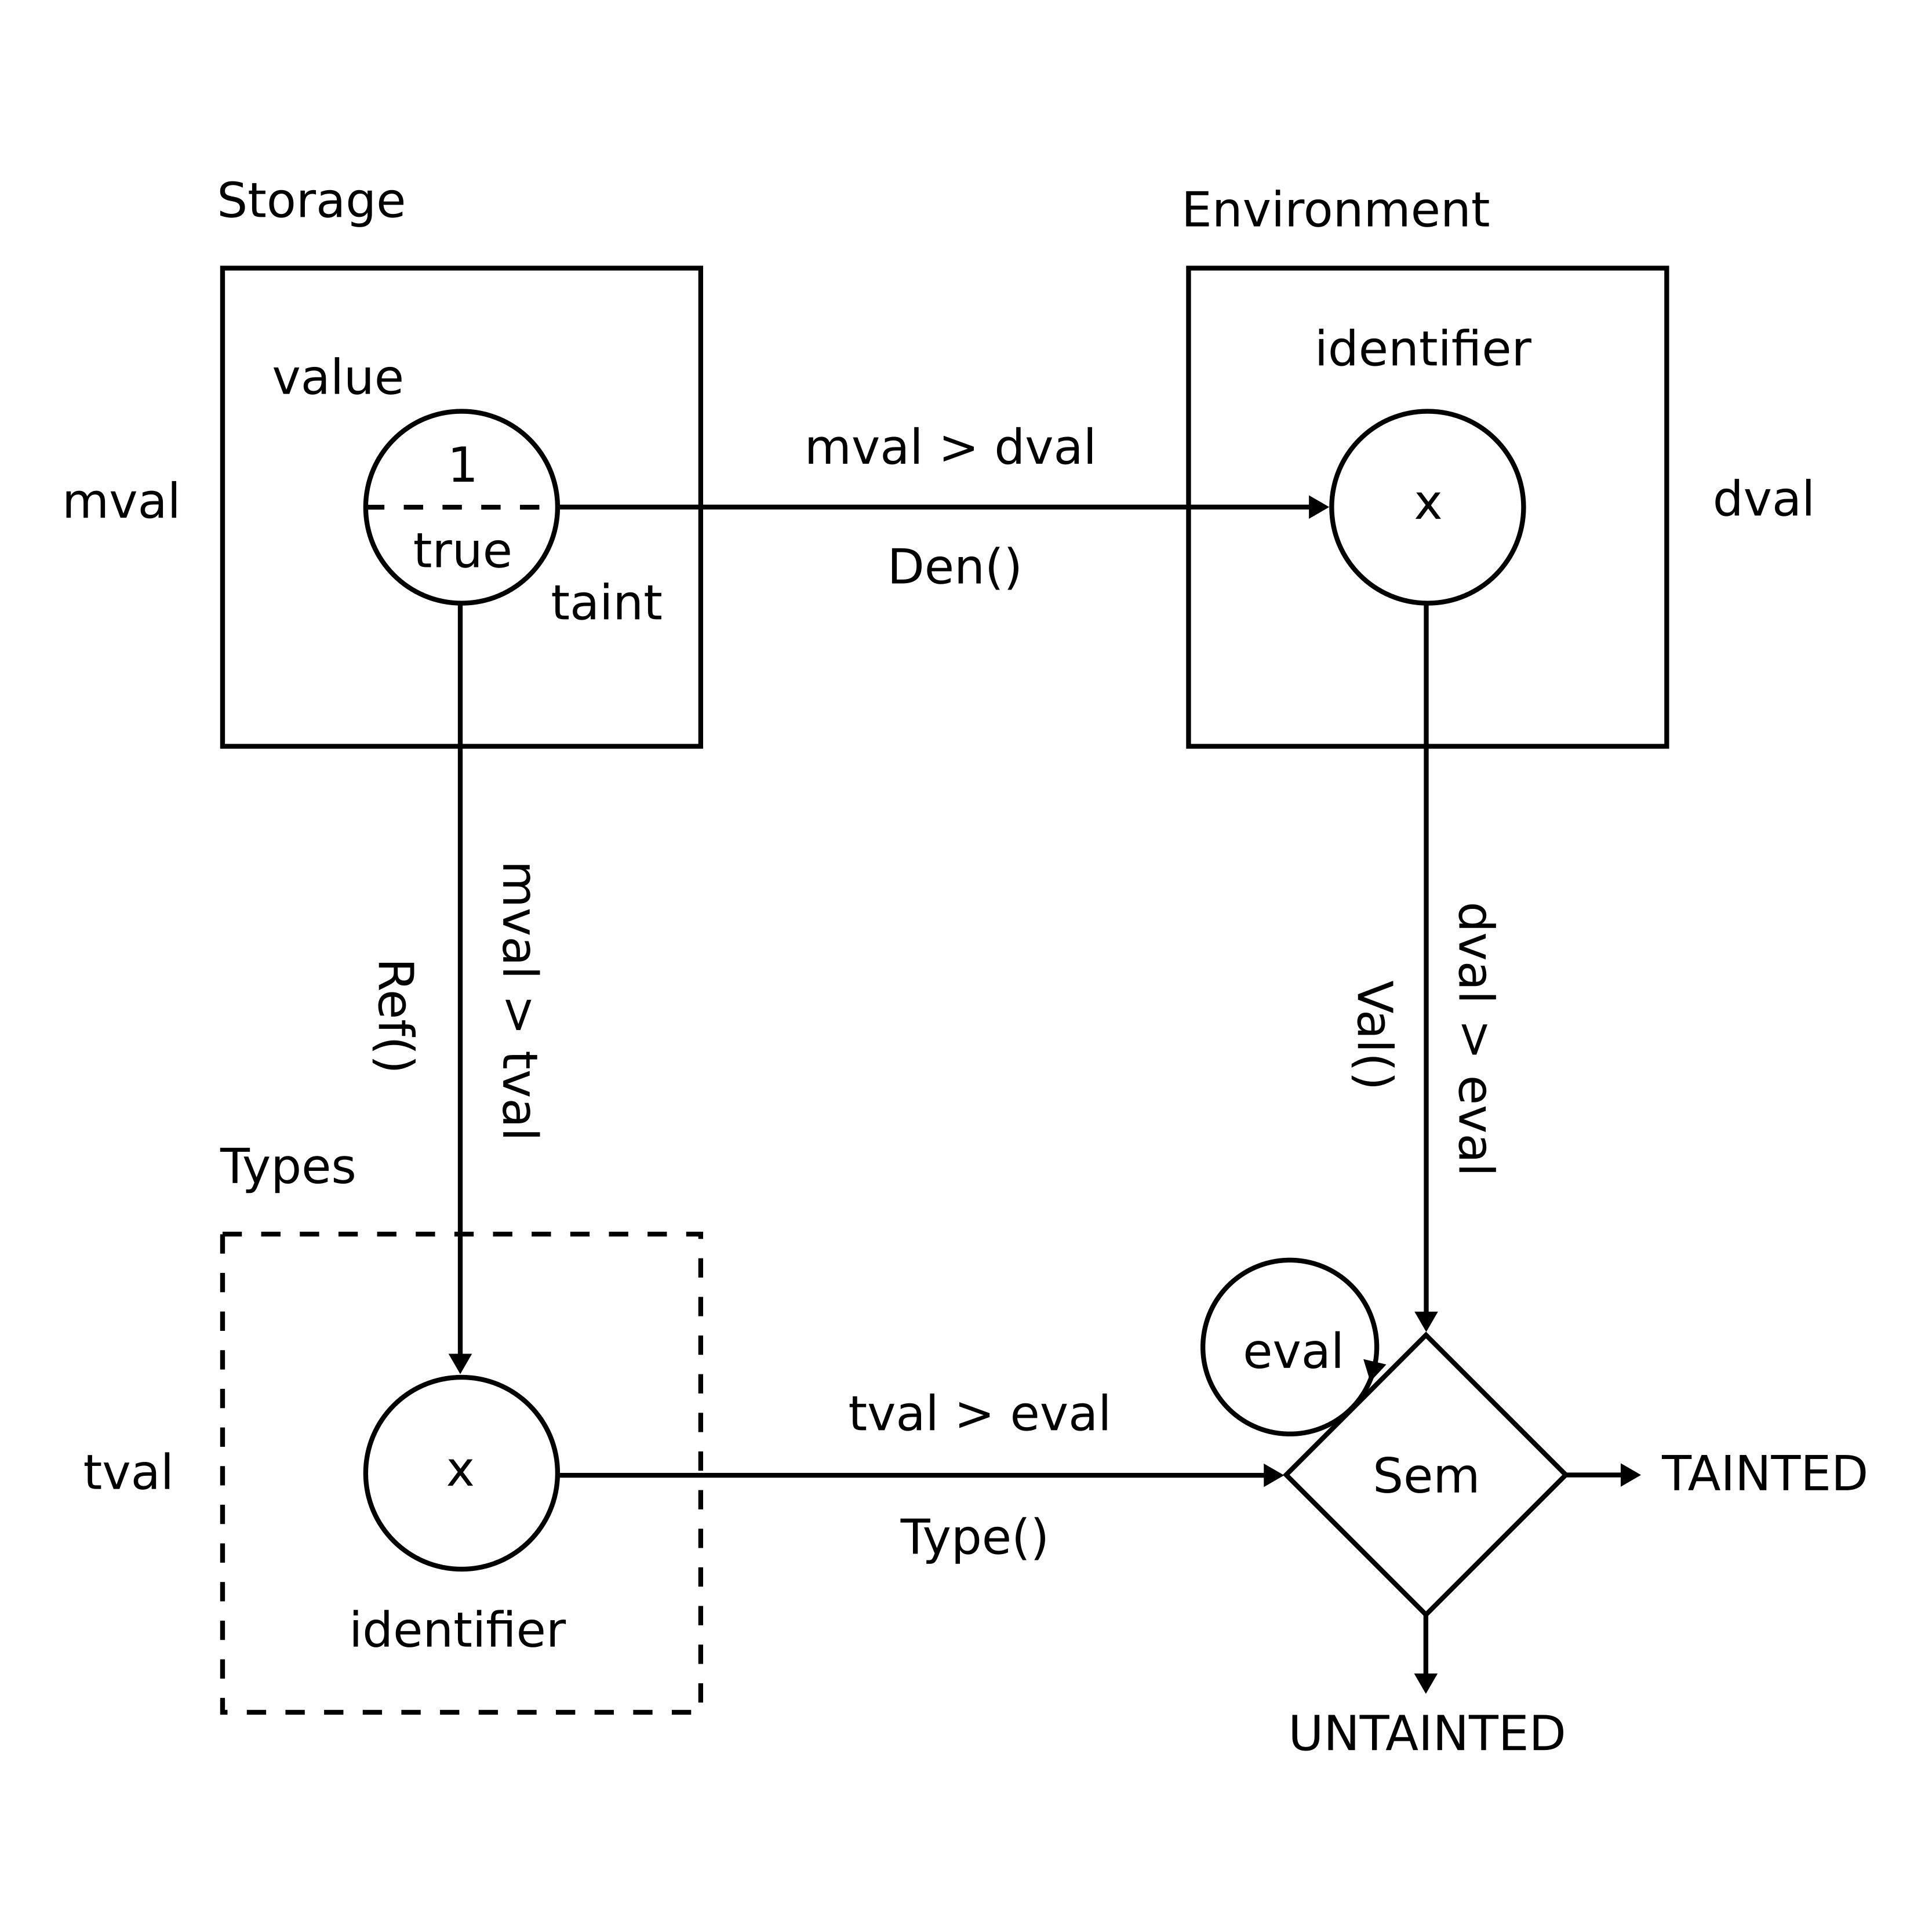 Storage
Environment
value
identifier
1
mval > dval
mval
x
dval
true
Den()
taint
Ref()
mval > tval
Val()
dval > eval
Types
eval
tval > eval
tval
x
Sem
TAINTED
Type()
identifier
UNTAINTED